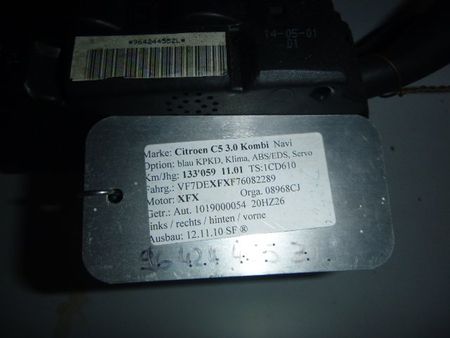 *964244552L*
14-05-01
D1
Marke: Citroen C5 3.0 Kombi Navi
Option: blau KPKD, Klima, ABS/EDS, Servo
Km/Jhg: 133'059 11.01 TS:1CD610
Fahrg.: VF7DEXFXF76082289
Motor: XFX Orga. 08968CJ
Getr.: Aut. 1019000054 20HZ26
links / rechts / hinten / vorne
Ausbau: 12.11.10 SF ®